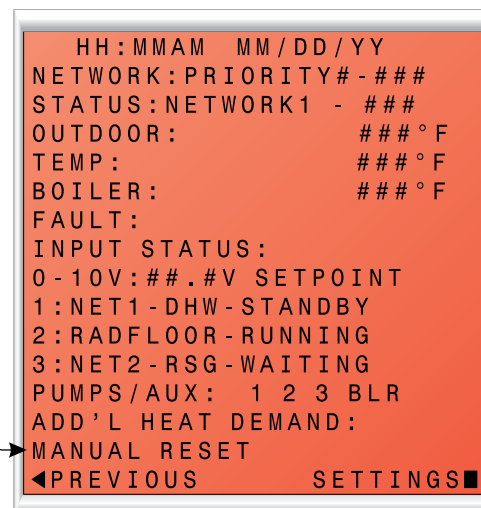 HH:MMAM MM/DD/YY
NETWORK:PRIORITY#-###
STATUS:NETWORK1 - ###
OUTDOOR: ###°F
TEMP: ###°F
BOILER: ###°F
FAULT:
INPUT STATUS:
0-10V:##.#V SETPOINT
1:NET1-DHW-STANDBY
2:RADFLOOR-RUNNING
3:NET2-RSG-WAITING
PUMPS/AUX: 1 2 3 BLR
ADD'L HEAT DEMAND:
MANUAL RESET
◀PREVIOUS SETTINGS■